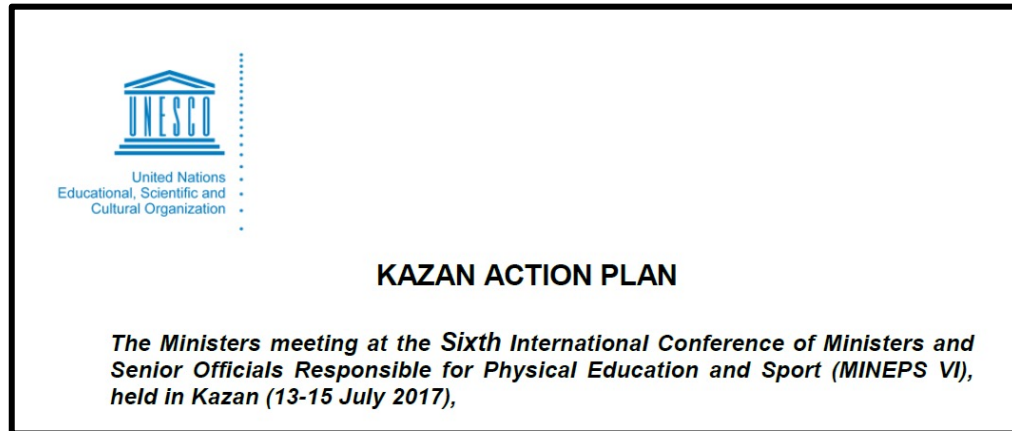 UNESCO
United Nations
Educational, Scientific and
Cultural Organization
KAZAN ACTION PLAN
The Ministers meeting at the Sixth International Conference of Ministers and
Senior Officials Responsible for Physical Education and Sport (MINEPS VI),
held in Kazan (13-15 July 2017),